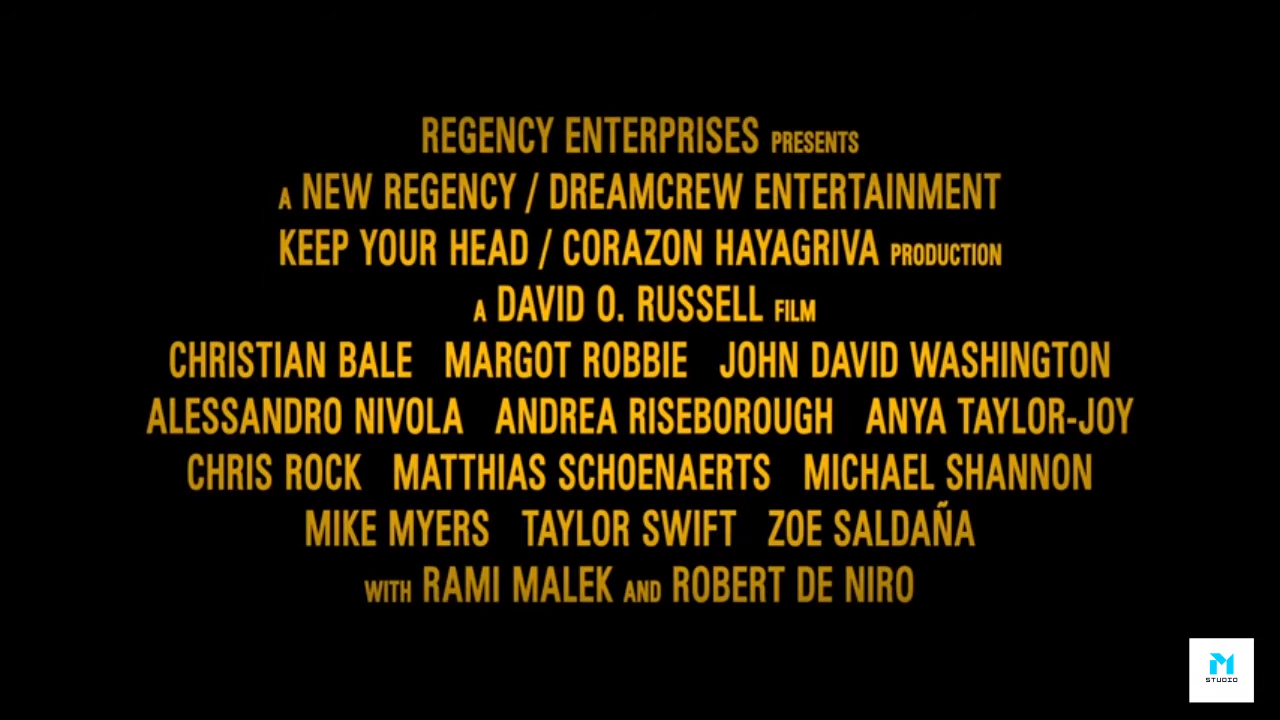 REGENCY ENTERPRISES PRESENTS
A NEW REGENCY / DREAMCREW ENTERTAINMENT
KEEP YOUR HEAD / CORAZON HAYAGRIVA PRODUCTION
A DAVID O. RUSSELL FILM
CHRISTIAN BALE MARGOT ROBBIE JOHN DAVID WASHINGTON
ALESSANDRO NIVOLA ANDREA RISEBOROUGH ANYA TAYLOR-JOY
CHRIS ROCK MATTHIAS SCHOENAERTS MICHAEL SHANNON
MIKE MYERS TAYLOR SWIFT ZOE SALDAÑA
WITH RAMI MALEK AND ROBERT DE NIRO
M
STUDIO